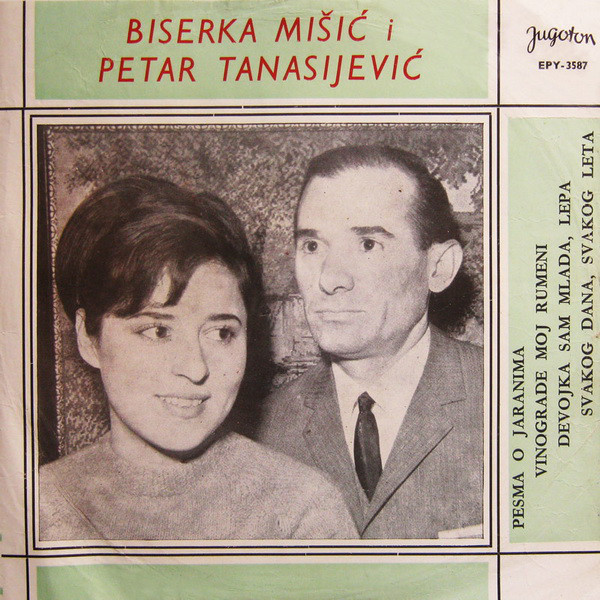 BISERKA MIŠIĆ i
PETAR TANASIJEVIĆ
Jugoton
EPY-3587
PESMA O JARANIMA
VINOGRADE MOJ RUMENI
DEVOJKA SAM MLADA, LEPA
SVAKOG DANA, SVAKOG LETA